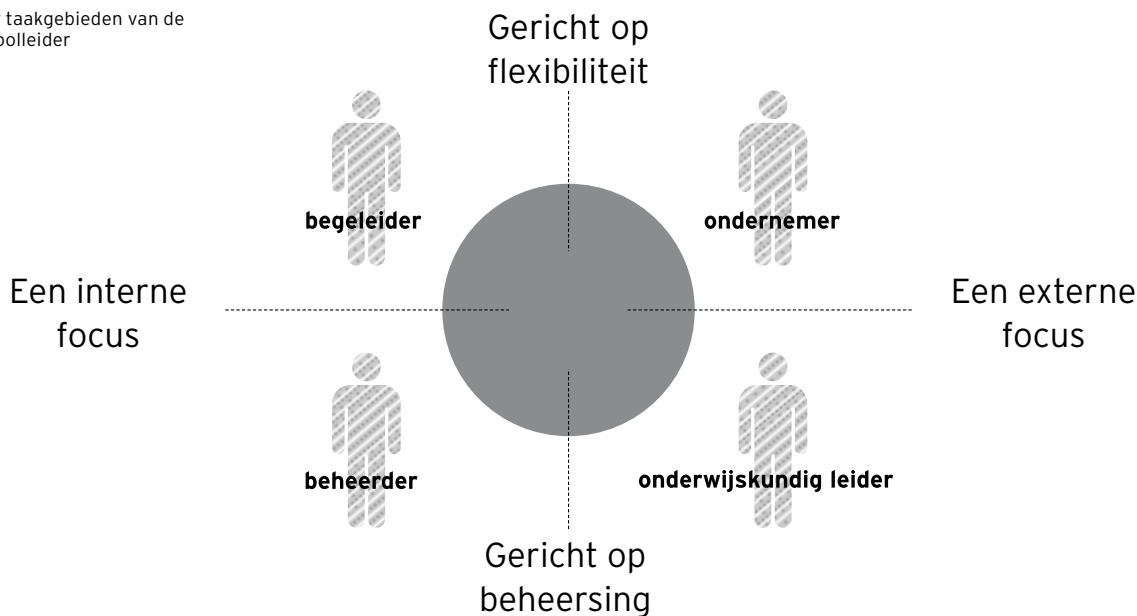 taakgebieden van de
Gericht op
flexibiliteit
begeleider
ondernemer
Een interne
focus
Een externe
focus
beheerder
onderwijskundig leider
Gericht op
beheersing